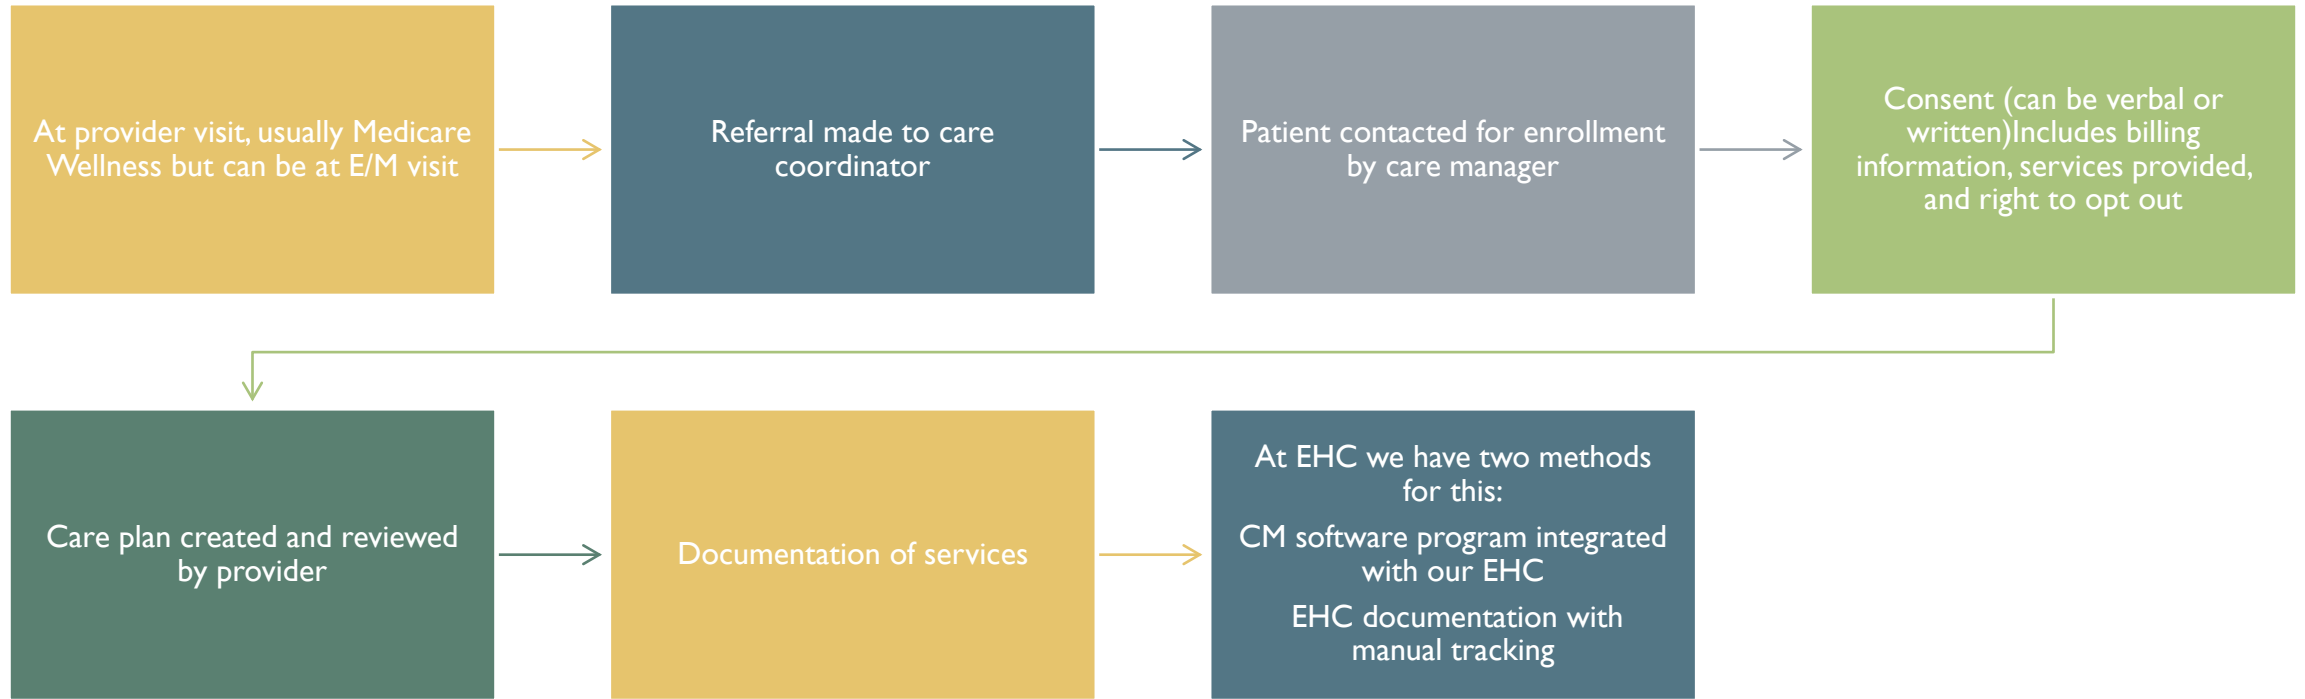 At provider visit, usually Medicare
Wellness but can be at E/M visit
Referral made to care
coordinator
Patient contacted for enrollment
by care manager
Consent (can be verbal or
written)Includes billing
information, services provided,
and right to opt out
Care plan created and reviewed
by provider
Documentation of services
At EHC we have two methods
for this:
CM software program integrated
with our EHC
EHC documentation with
manual tracking